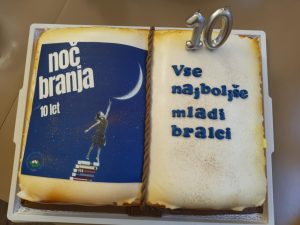 noč
branja
10 let
10
Vse
najboljše
mladi
bralci